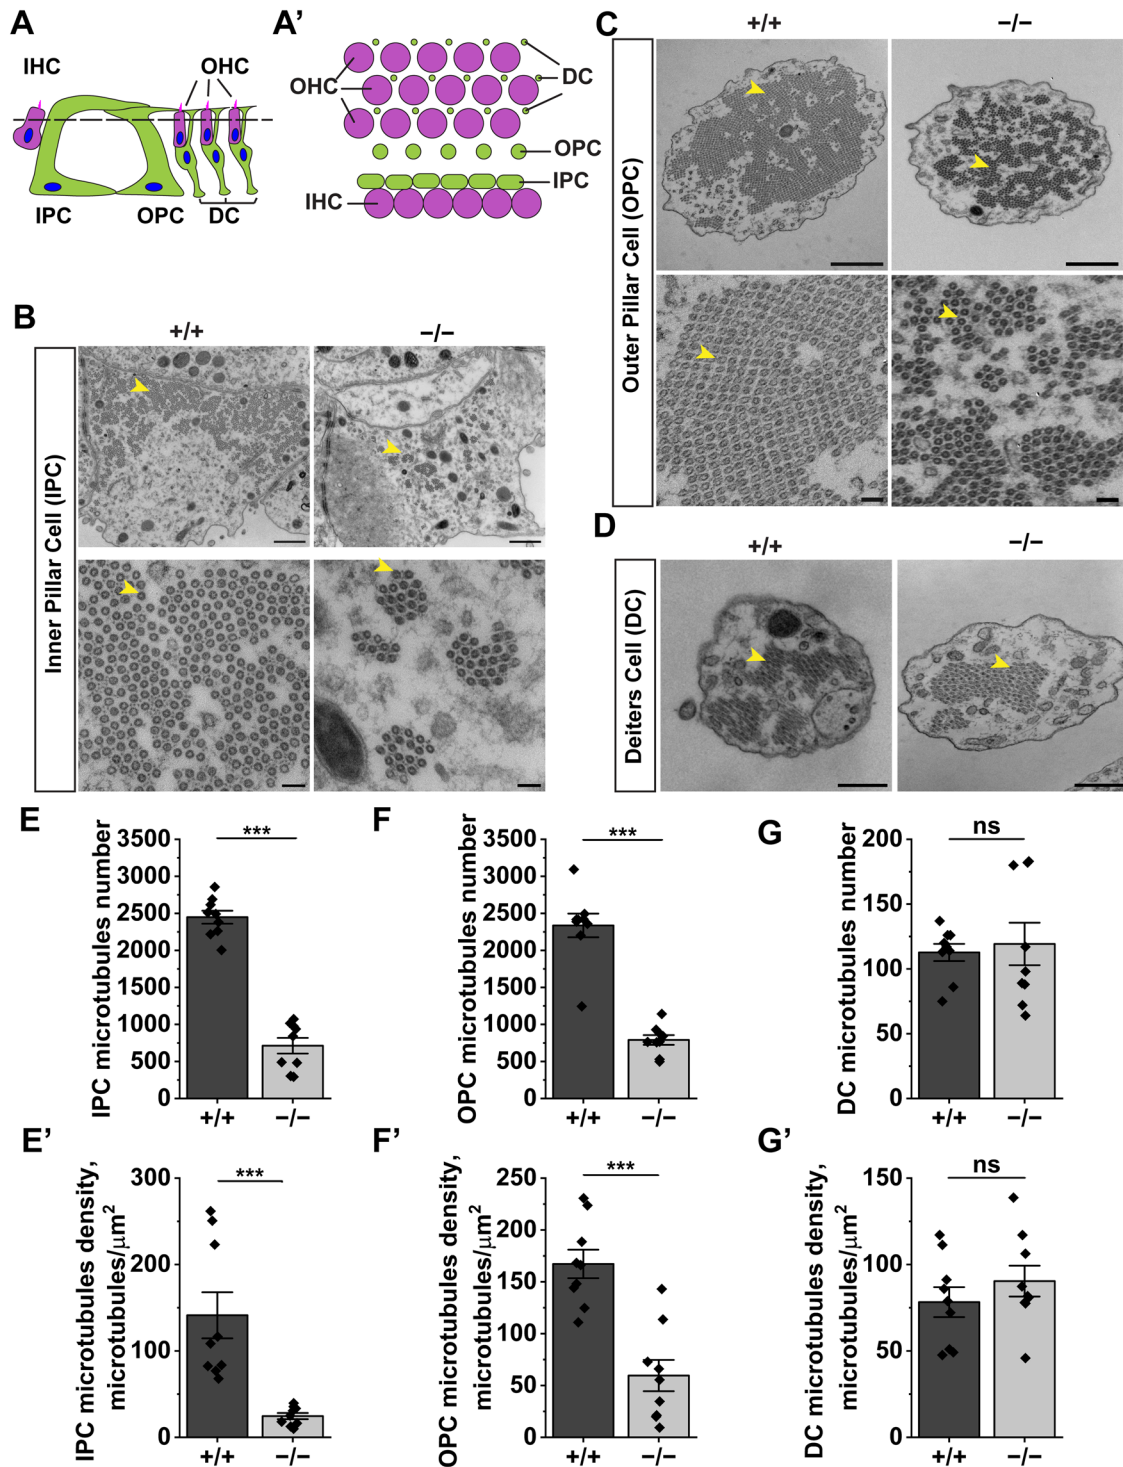 A
IHC
OHC
IPC
OPC
DC
A'
OHC
DC
OPC
IPC
IHC
B
+/+
−/−
Inner Pillar Cell (IPC)
C
+/+
−/−
Outer Pillar Cell (OPC)
D
+/+
−/−
Deiters Cell (DC)
E
IPC microtubules number
3500
3000
2500
2000
1500
1000
500
0
***
+/+
−/−
F
OPC microtubules number
3500
3000
2500
2000
1500
1000
500
0
***
+/+
−/−
G
DC microtubules number
200
150
100
50
0
ns
+/+
−/−
E’
IPC microtubules density,
microtubules/μm²
300
200
100
0
***
+/+
−/−
F’
OPC microtubules density,
microtubules/μm²
250
200
150
100
50
0
***
+/+
−/−
G’
DC microtubules density,
microtubules/μm²
150
100
50
0
ns
+/+
−/−